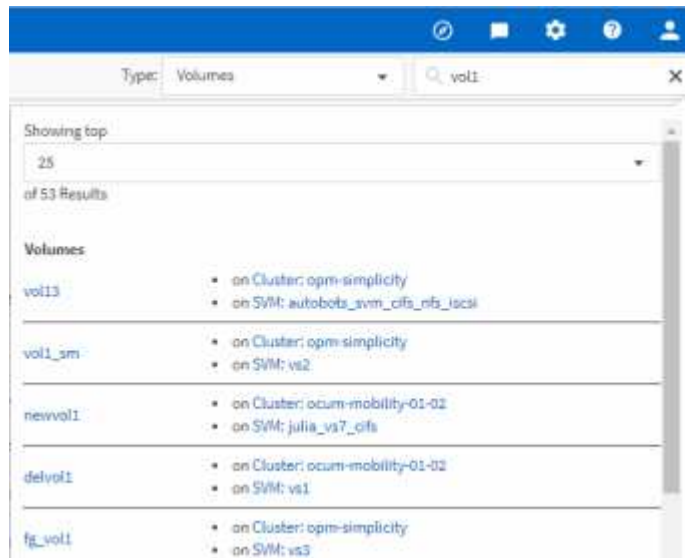 Type: Volumes vol1
Showing top
25
of 53 Results
Volumes
vol13
on Cluster: opm-simplicity
on SVM: autobots_svm_cifs_nfs_iscsi
vol1_sm
on Cluster: opm-simplicity
on SVM: vs2
newvol1
on Cluster: ocum-mobility-01-02
on SVM: julia_vs7_cifs
delvol1
on Cluster: ocum-mobility-01-02
on SVM: vs1
fg_vol1
on Cluster: opm-simplicity
on SVM: vs3